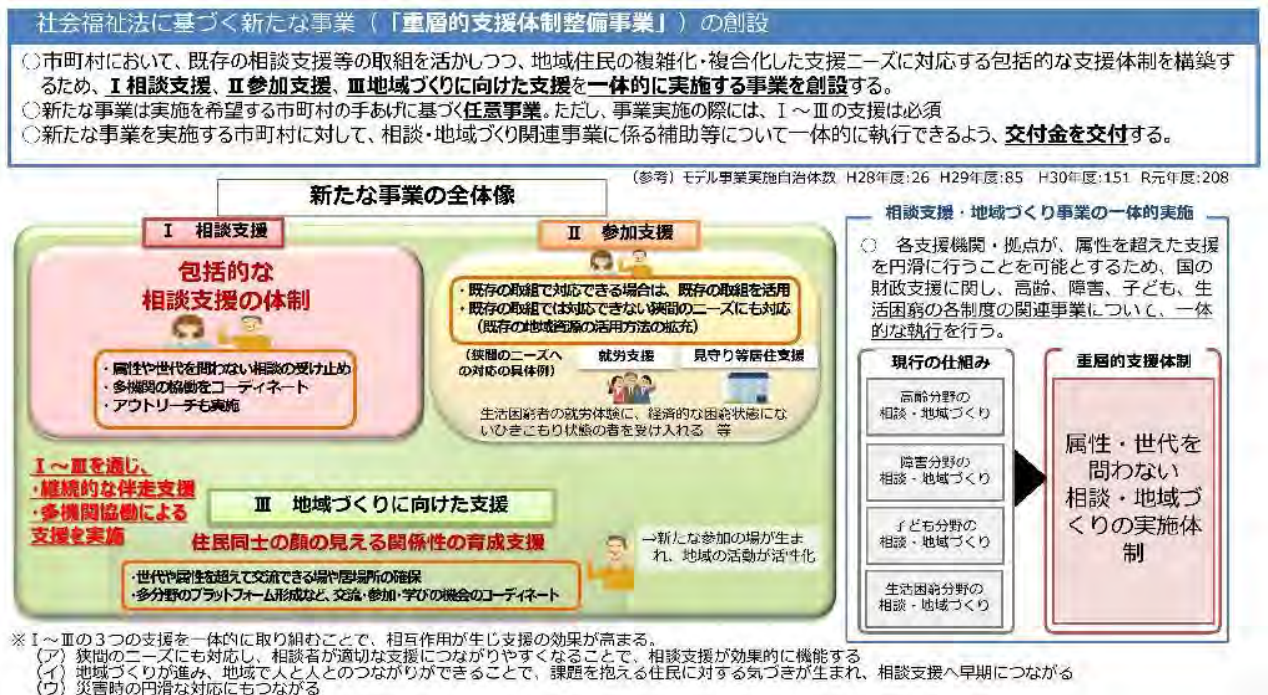 社会福祉法に基づく新たな事業（「重層的支援体制整備事業」）の創設
○市町村において、既存の相談支援等の取組を活かしつつ、地域住民の複雑化・複合化した支援ニーズに対応する包括的な支援体制を構築す
るため、Ⅰ相談支援、Ⅱ参加支援、Ⅲ地域づくりに向けた支援を一体的に実施する事業を創設する。
○新たな事業は実施を希望する市町村の手あげに基づく任意事業。ただし、事業実施の際には、Ⅰ～Ⅲの支援は必須
○新たな事業を実施する市町村に対して、相談・地域づくり関連事業に係る補助等について一体的に執行できるよう、交付金を交付する。
（参考）モデル事業実施自治体数 H28年度:26 H29年度:85 H30年度:151 R元年度:208
新たな事業の全体像
Ⅰ 相談支援
包括的な
相談支援の体制
・属性や世代を問わない相談の受け止め
・多機関の協働をコーディネート
・アウトリーチも実施
Ⅱ 参加支援
・既存の取組で対応できる場合は、既存の取組を活用
・既存の取組では対応できない狭間のニーズにも対応
（既存の地域資源の活用方法の拡充）
（狭間のニーズへ
の対応の具体例）
就労支援
見守り等居住支援
生活困窮者の就労体験に、経済的な困窮状態にな
いひきこもり状態の者を受け入れる 等
Ⅰ～Ⅲを通じ、
・継続的な伴走支援
・多機関協働による
支援を実施
Ⅲ 地域づくりに向けた支援
住民同士の顔の見える関係性の育成支援
・世代や属性を超えて交流できる場や居場所の確保
・多分野のプラットフォーム形成など、交流・参加・学びの機会のコーディネート
→新たな参加の場が生ま
れ、地域の活動が活性化
相談支援・地域づくり事業の一体的実施
○ 各支援機関・拠点が、属性を超えた支援
を円滑に行うことを可能とするため、国の
財政支援に関し、高齢、障害、子ども、生
活困窮の各制度の関連事業について、一体
的な執行を行う。
現行の仕組み
高齢分野の
相談・地域づくり
障害分野の
相談・地域づくり
子ども分野の
相談・地域づくり
生活困窮分野の
相談・地域づくり
重層的支援体制
属性・世代を
問わない
相談・地域づ
くりの実施体
制
※Ⅰ～Ⅲの３つの支援を一体的に取り組むことで、相互作用が生じ支援の効果が高まる。
（ア）狭間のニーズにも対応し、相談者が適切な支援につながりやすくなることで、相談支援が効果的に機能する
（イ）地域づくりが進み、地域で人と人とのつながりができることで、課題を抱える住民に対する気づきが生まれ、相談支援へ早期につながる
（ウ）災害時の円滑な対応にもつながる